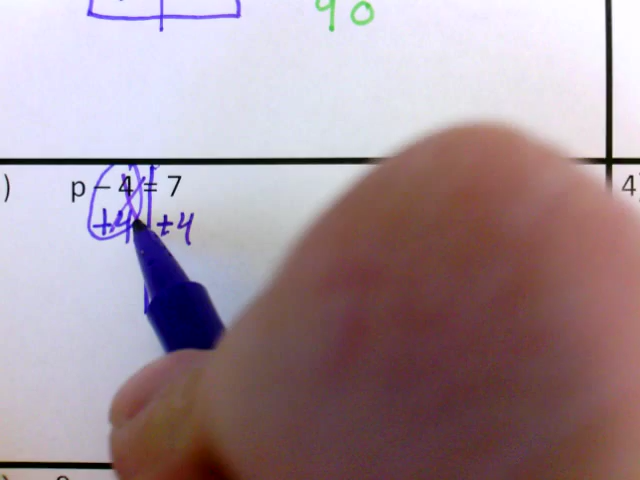 90
) p − 4 = 7 4)
+4 +4